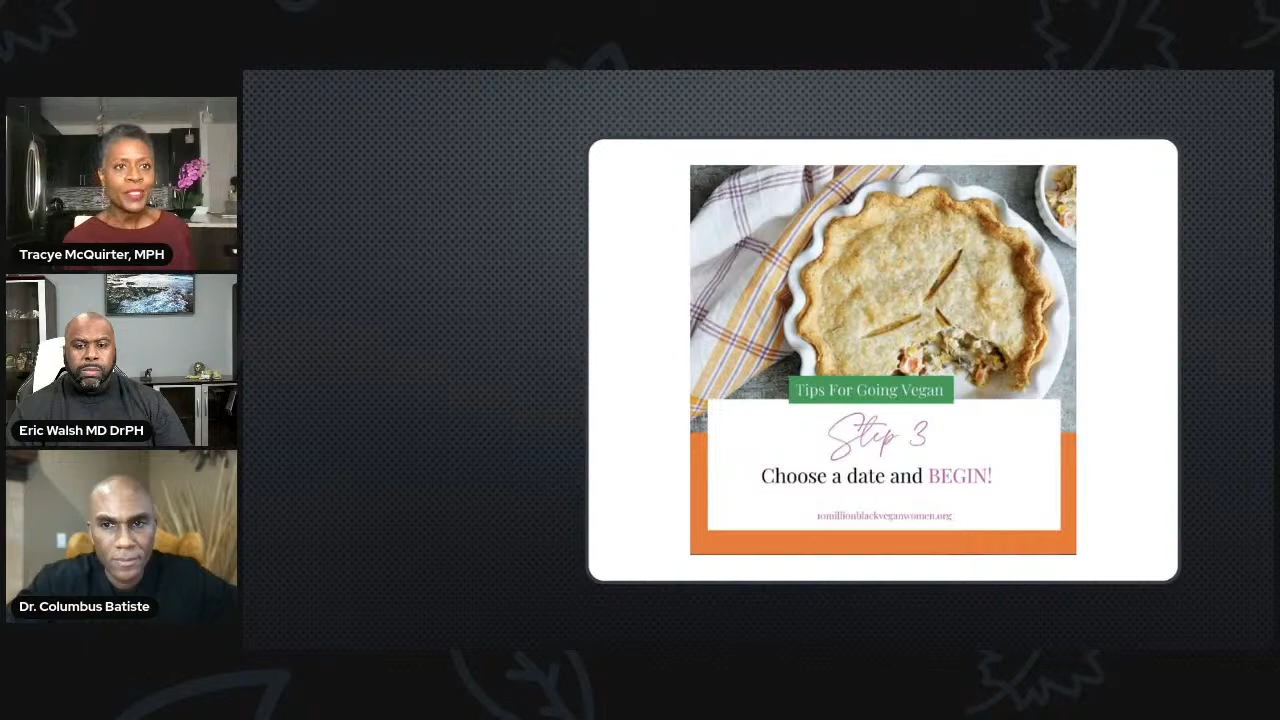 Tracye McQuirter, MPH
Eric Walsh MD DrPH
Dr. Columbus Batiste
Tips For Going Vegan
Step 3
Choose a date and BEGIN!
10millionblackveganwomen.org